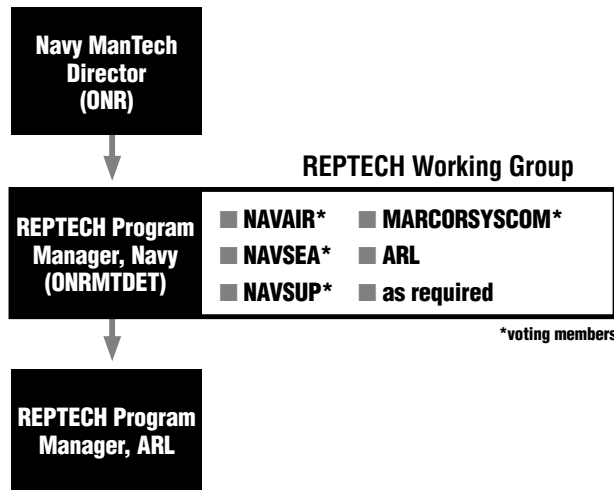 Navy ManTech
Director
(ONR)
REPTECH Working Group
REPTECH Program
Manager, Navy
(ONRMTDET)
NAVAIR*
NAVSEA*
NAVSUP*
MARCORSYSCOM*
ARL
as required
*voting members
REPTECH Program
Manager, ARL